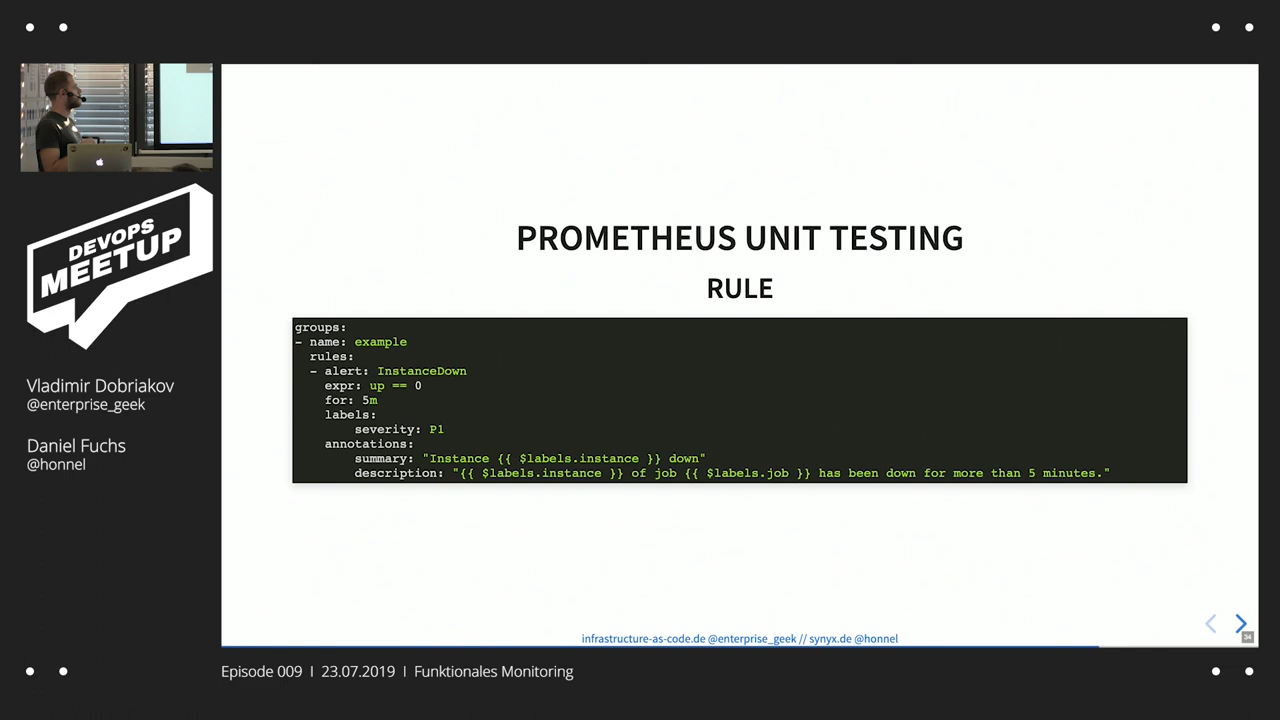 DEVOPS
MEETUP
Vladimir Dobriakov
@enterprise_geek
Daniel Fuchs
@honnel
PROMETHEUS UNIT TESTING
RULE
groups:
- name: example
  rules:
  - alert: InstanceDown
    expr: up == 0
    for: 5m
    labels:
        severity: P1
    annotations:
        summary: "Instance {{ $labels.instance }} down"
        description: "{{ $labels.instance }} of job {{ $labels.job }} has been down for more than 5 minutes."
infrastructure-as-code.de @enterprise_geek // synyx.de @honnel
34
Episode 009 | 23.07.2019 | Funktionales Monitoring